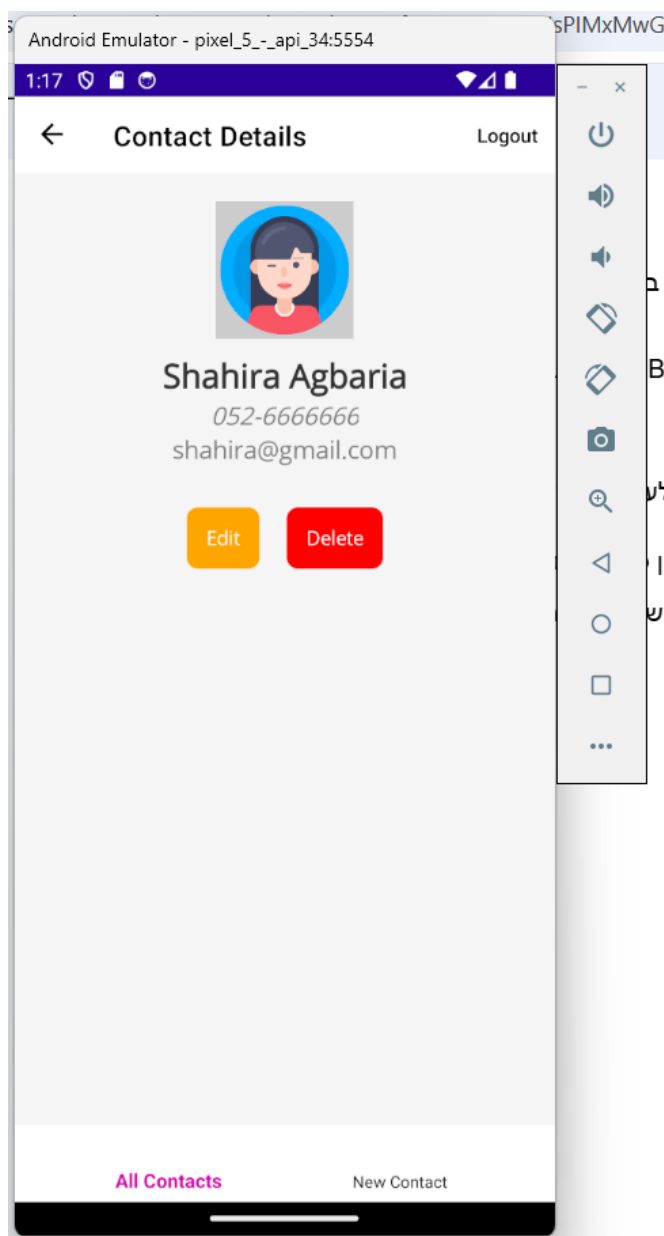 sPIMxMwG
Android Emulator - pixel_5_-_api_34:5554
1:17
Contact Details
Logout
Shahira Agbaria
052-6666666
shahira@gmail.com
Edit
Delete
All Contacts
New Contact